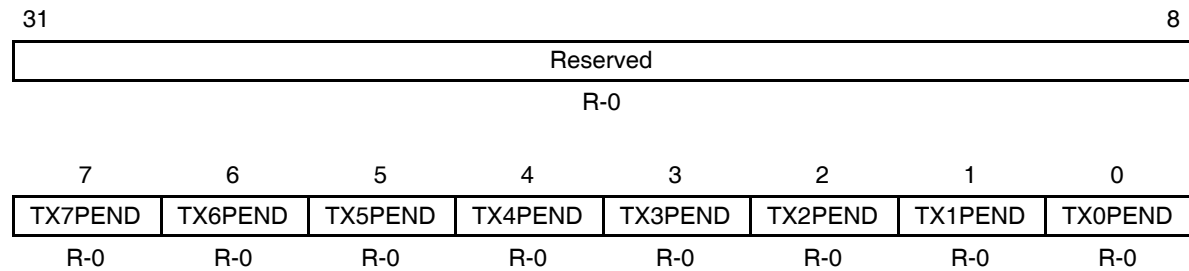 31 8
Reserved
R-0
7 6 5 4 3 2 1 0
TX7PEND TX6PEND TX5PEND TX4PEND TX3PEND TX2PEND TX1PEND TX0PEND
R-0 R-0 R-0 R-0 R-0 R-0 R-0 R-0